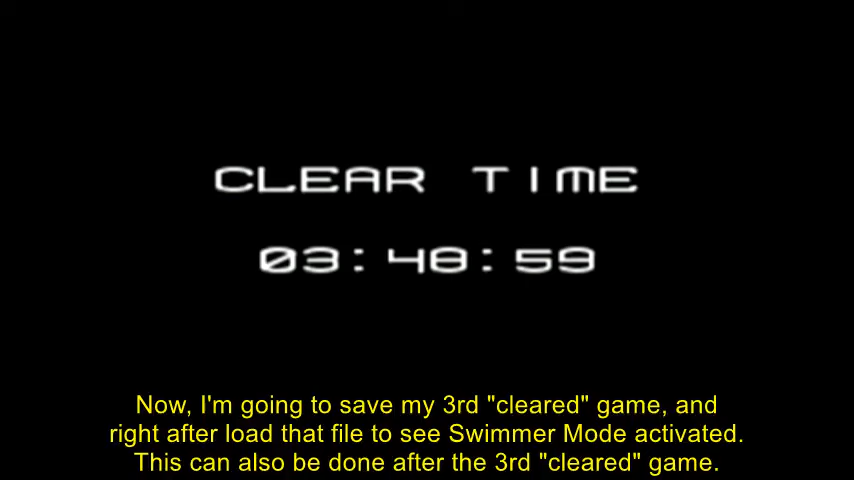 CLEAR TIME
03:48:59
Now, I'm going to save my 3rd "cleared" game, and
right after load that file to see Swimmer Mode activated.
This can also be done after the 3rd "cleared" game.